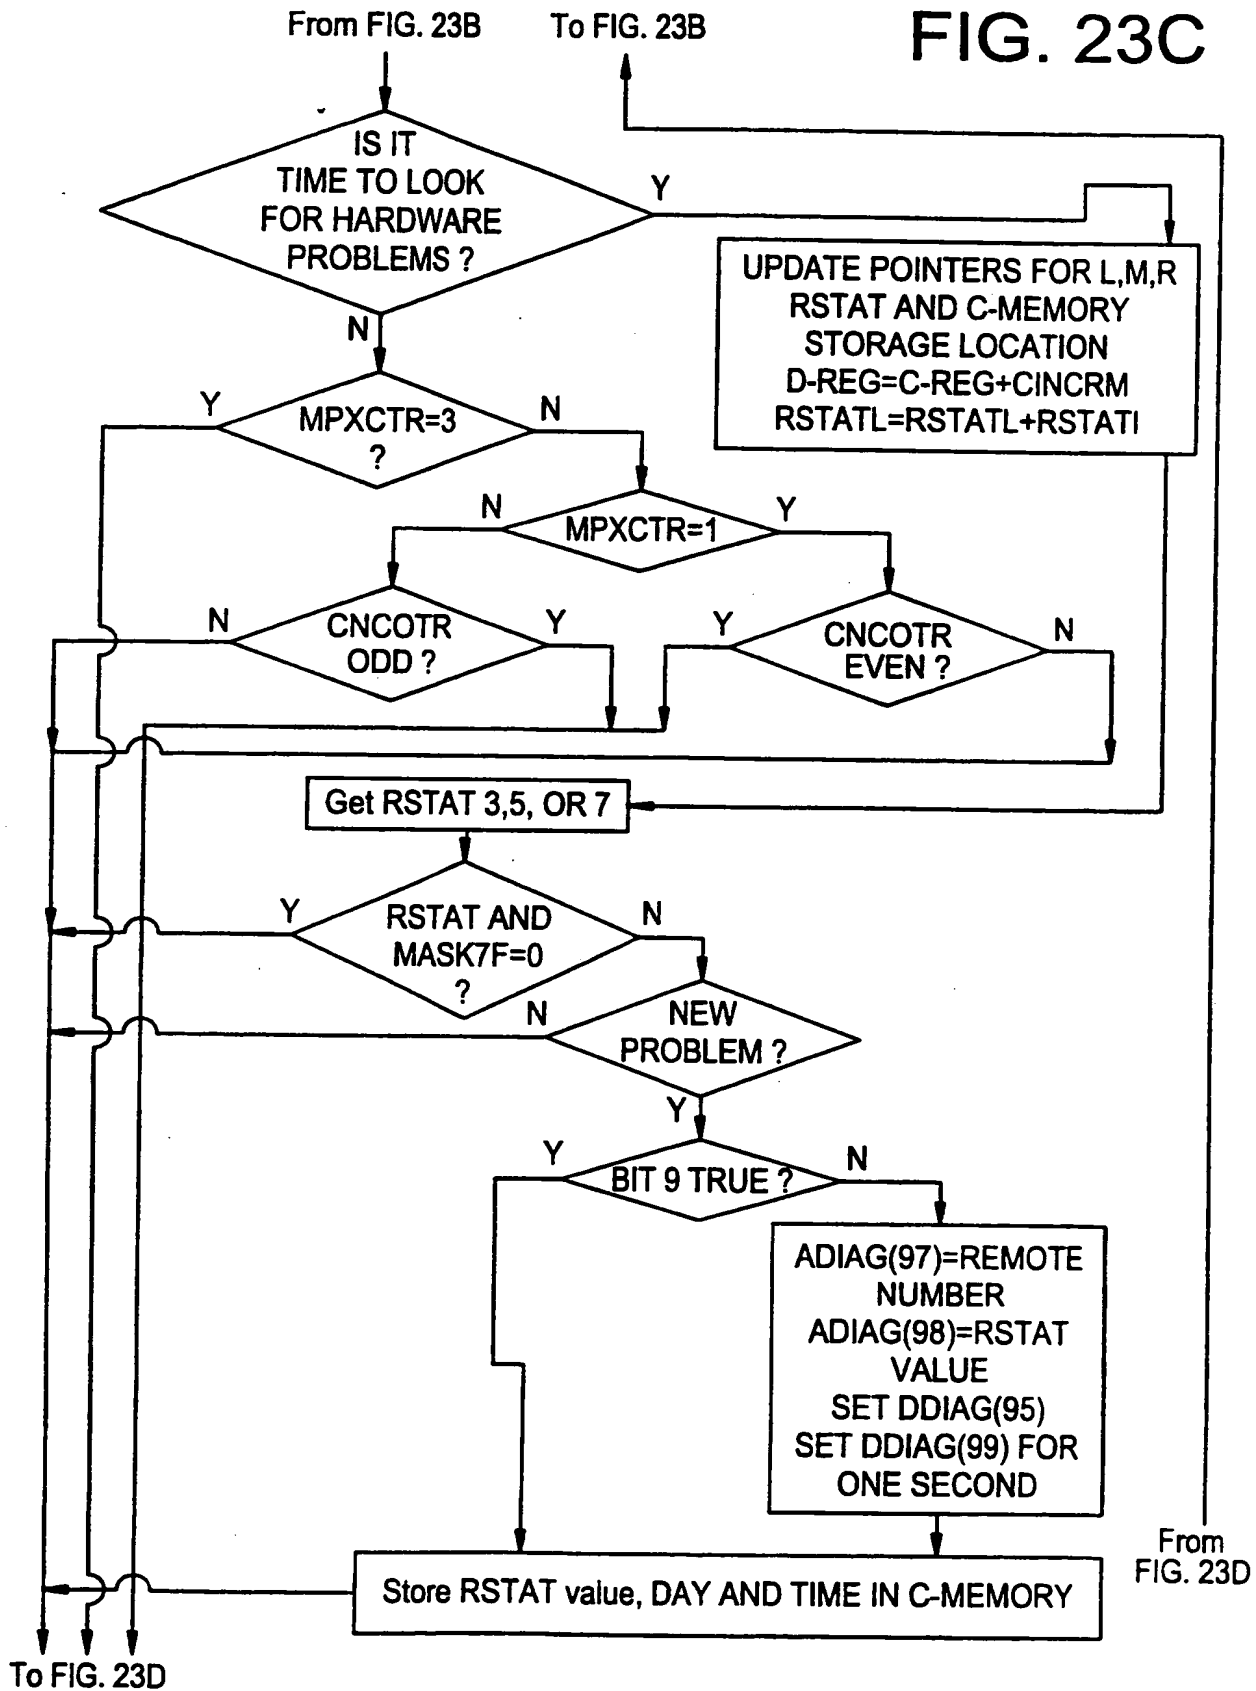 From FIG. 23B
To FIG. 23B
FIG. 23C
IS IT
TIME TO LOOK
FOR HARDWARE
PROBLEMS ?
Y
N
UPDATE POINTERS FOR L,M,R
RSTAT AND C-MEMORY
STORAGE LOCATION
D-REG=C-REG+CINCRM
RSTATL=RSTATL+RSTATI
Y
MPXCTR=3
?
N
N
MPXCTR=1
Y
N
CNCOTR
ODD ?
Y
Y
CNCOTR
EVEN ?
N
Get RSTAT 3,5, OR 7
Y
RSTAT AND
MASK7F=0
?
N
N
NEW
PROBLEM ?
Y
Y
BIT 9 TRUE ?
N
ADIAG(97)=REMOTE
NUMBER
ADIAG(98)=RSTAT
VALUE
SET DDIAG(95)
SET DDIAG(99) FOR
ONE SECOND
Store RSTAT value, DAY AND TIME IN C-MEMORY
From
FIG. 23D
To FIG. 23D